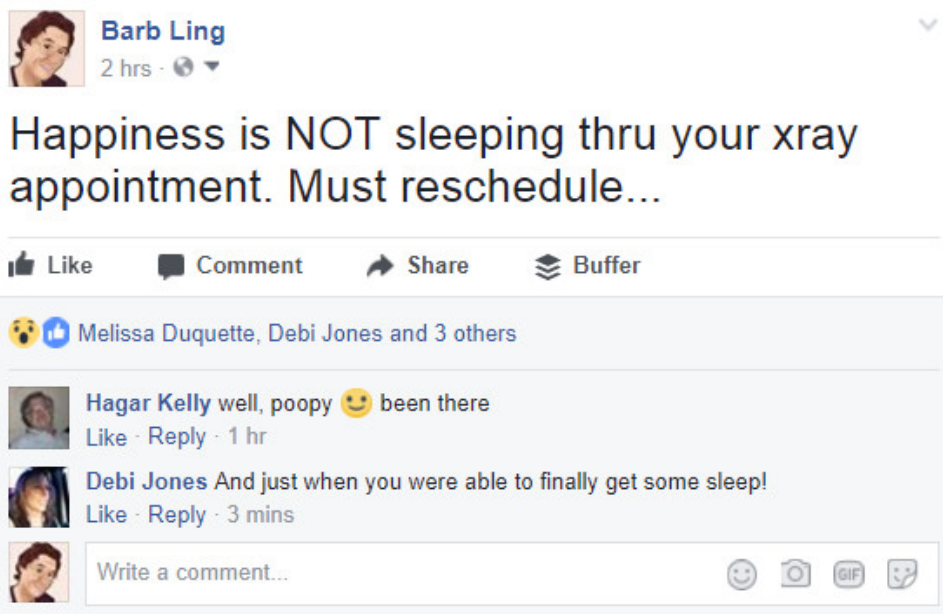 Barb Ling
2 hrs ·
Happiness is NOT sleeping thru your xray
appointment. Must reschedule...
Like Comment Share Buffer
Melissa Duquette, Debi Jones and 3 others
Hagar Kelly well, poopy 🙂 been there
Like · Reply · 1 hr
Debi Jones And just when you were able to finally get some sleep!
Like · Reply · 3 mins
Write a comment...
GIF